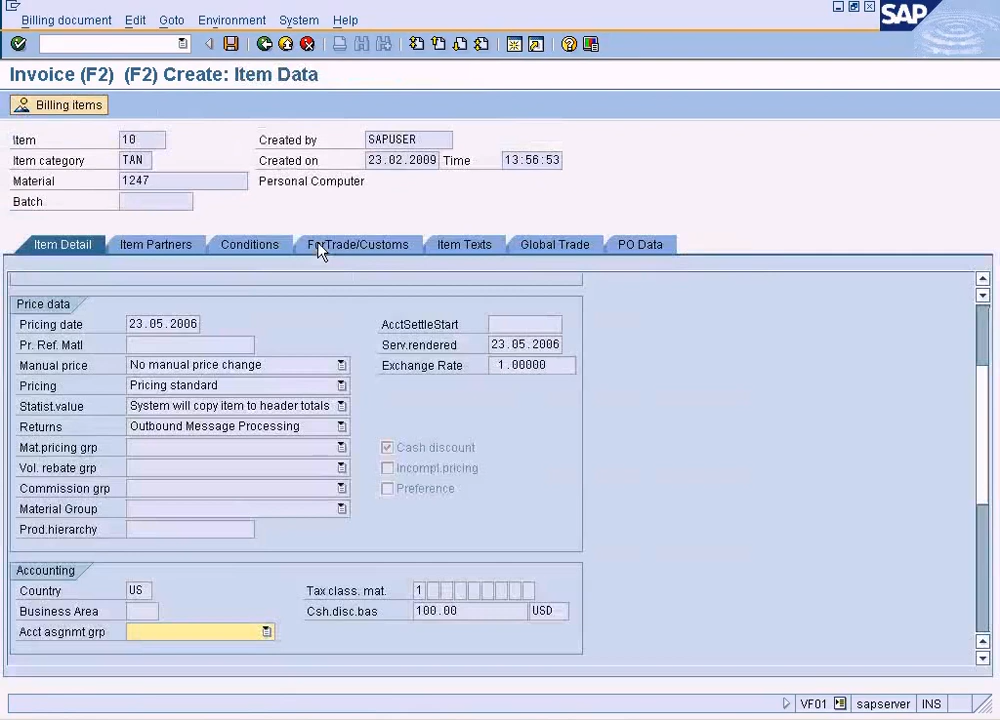 Billing document Edit Goto Environment System Help
SAP
Invoice (F2) (F2) Create: Item Data
Billing items
Item 10 Created by SAPUSER
Item category TAN Created on 23.02.2009 Time 13:56:53
Material 1247 Personal Computer
Batch
Item Detail Item Partners Conditions ForTrade/Customs Item Texts Global Trade PO Data
Price data
Pricing date 23.05.2006 AcctSettleStart
Pr. Ref. Matl Serv.rendered 23.05.2006
Manual price No manual price change Exchange Rate 1.00000
Pricing Pricing standard
Statist.value System will copy item to header totals
Returns Outbound Message Processing
Mat.pricing grp Cash discount
Vol. rebate grp Incompl.pricing
Commission grp Preference
Material Group
Prod.hierarchy
Accounting
Country US Tax class. mat. 1
Business Area Csh.disc.bas 100.00 USD
Acct asgnmt grp
VF01 sapserver INS